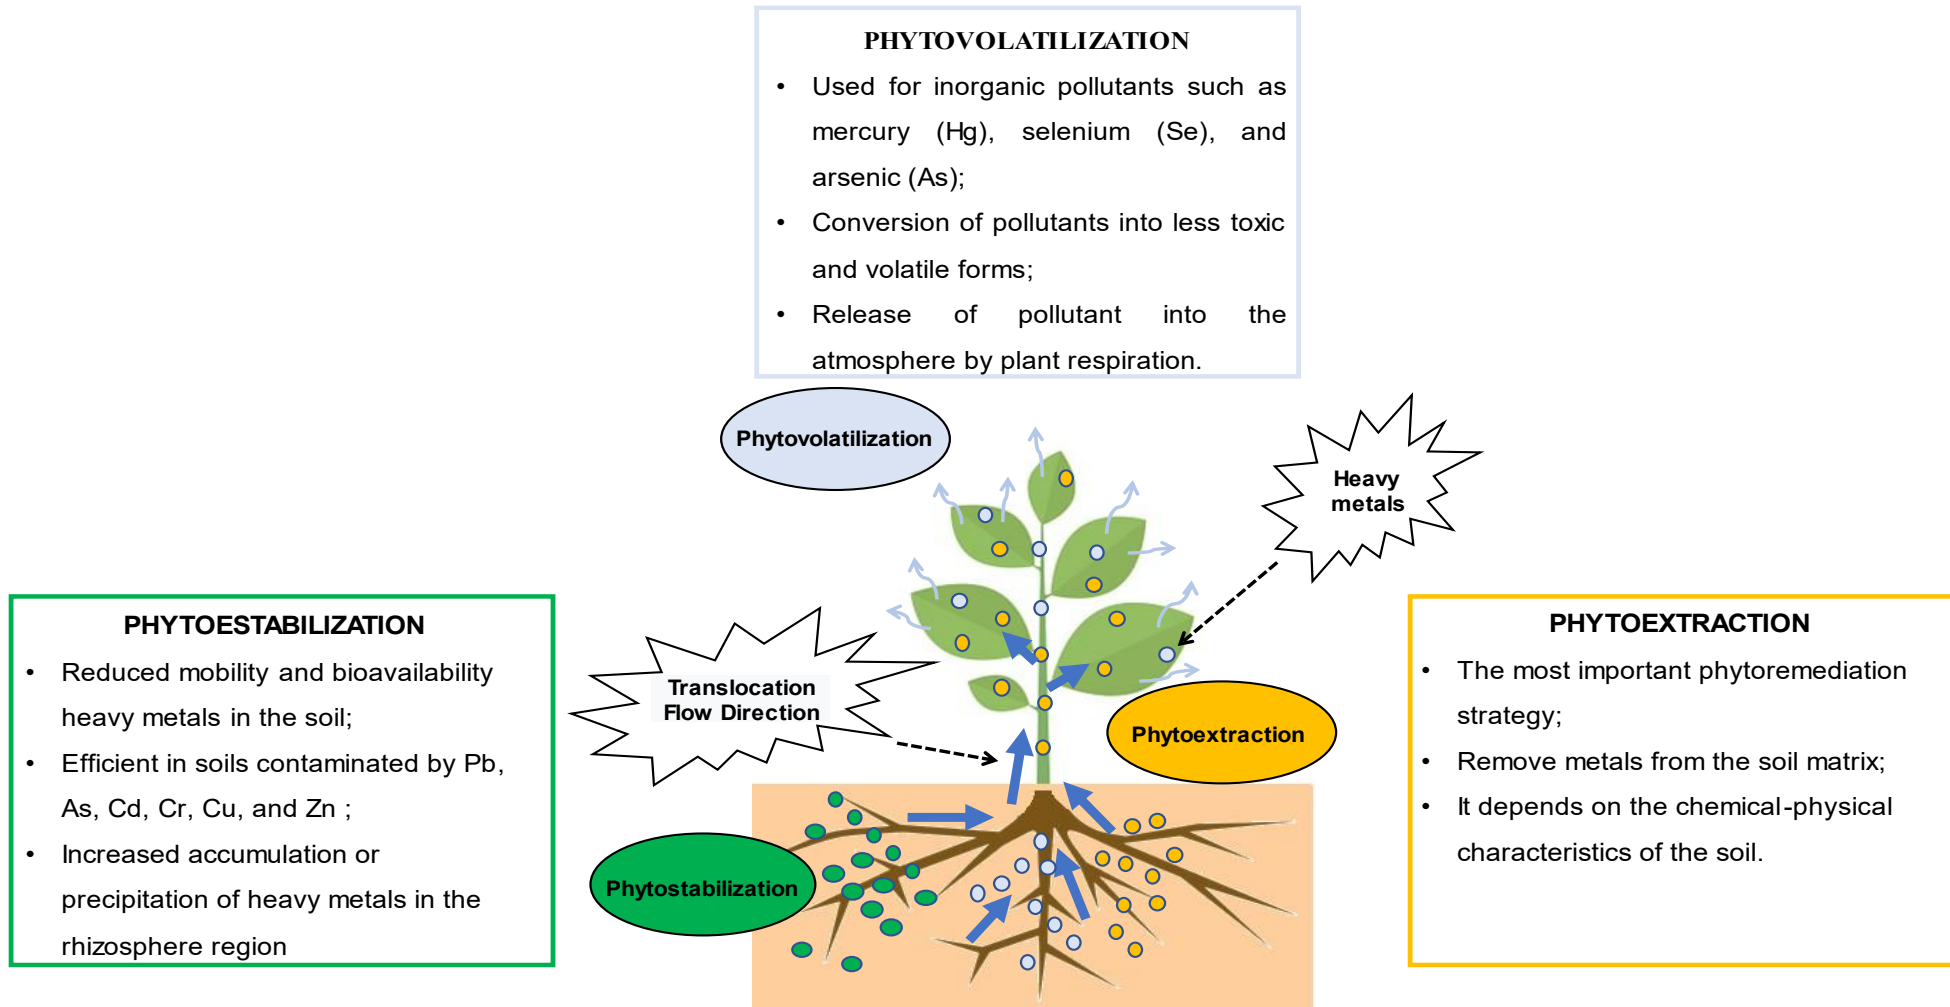 PHYTOVOLATILIZATION
• Used for inorganic pollutants such as
mercury (Hg), selenium (Se), and
arsenic (As);
• Conversion of pollutants into less toxic
and volatile forms;
• Release of pollutant into the
atmosphere by plant respiration.
Phytovolatilization
Heavy
metals
PHYTOESTABILIZATION
• Reduced mobility and bioavailability
heavy metals in the soil;
• Efficient in soils contaminated by Pb,
As, Cd, Cr, Cu, and Zn ;
• Increased accumulation or
precipitation of heavy metals in the
rhizosphere region
Translocation
Flow Direction
Phytoextraction
Phytostabilization
PHYTOEXTRACTION
• The most important phytoremediation
strategy;
• Remove metals from the soil matrix;
• It depends on the chemical-physical
characteristics of the soil.